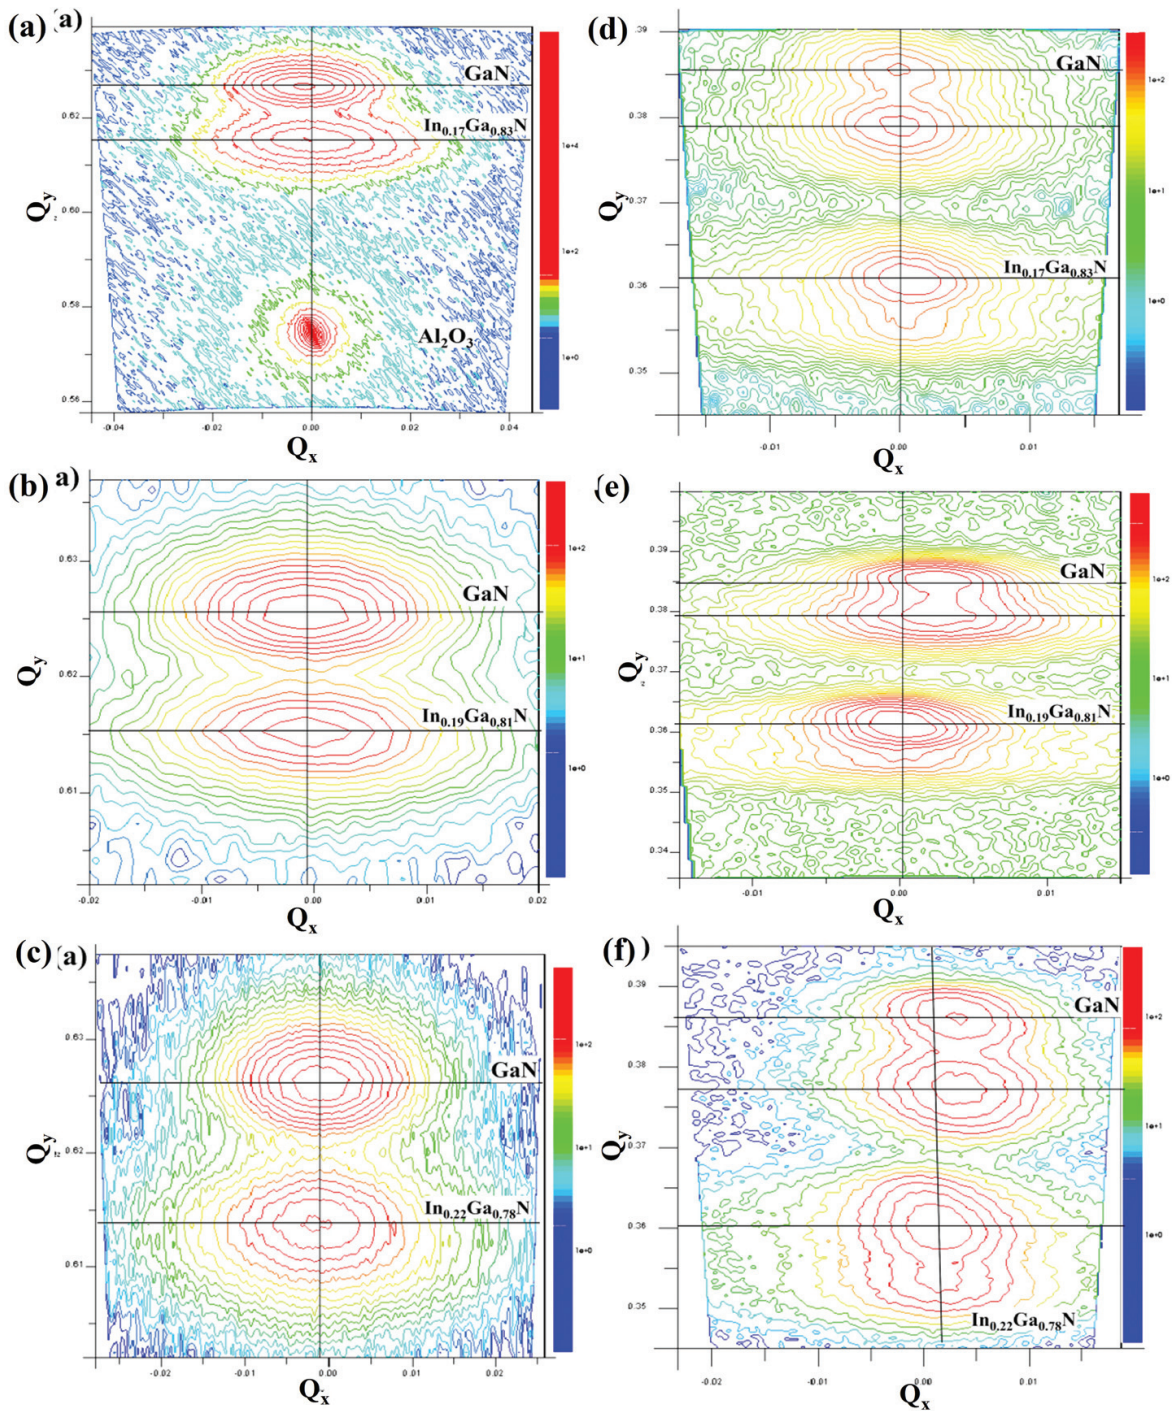 (a) (a)
GaN
In0.17Ga0.83N
Al2O3
0.62
0.60
0.58
0.56
Qy
-0.04 -0.02 0.00 0.02 0.04
Qx
1e+4
1e+2
1e+0
(d)
GaN
In0.17Ga0.83N
0.39
0.38
0.37
0.36
0.35
Qy
-0.01 0.00 0.01
Qx
1e+2
1e+1
1e+0
(b) a)
GaN
In0.19Ga0.81N
0.63
0.62
0.61
Qy
-0.02 -0.01 0.00 0.01 0.02
Qx
1e+2
1e+1
1e+0
(e)
GaN
In0.19Ga0.81N
0.39
0.38
0.37
0.36
0.35
0.34
Qy
-0.01 0.00 0.01
Qx
1e+2
1e+1
1e+0
(c) (a)
GaN
In0.22Ga0.78N
0.63
0.62
0.61
Qy
-0.02 -0.01 0.00 0.01 0.02
Qx
1e+2
1e+1
1e+0
(f) )
GaN
In0.22Ga0.78N
0.39
0.38
0.37
0.36
0.35
Qy
-0.02 -0.01 0.00 0.01
Qx
1e+2
1e+1
1e+0